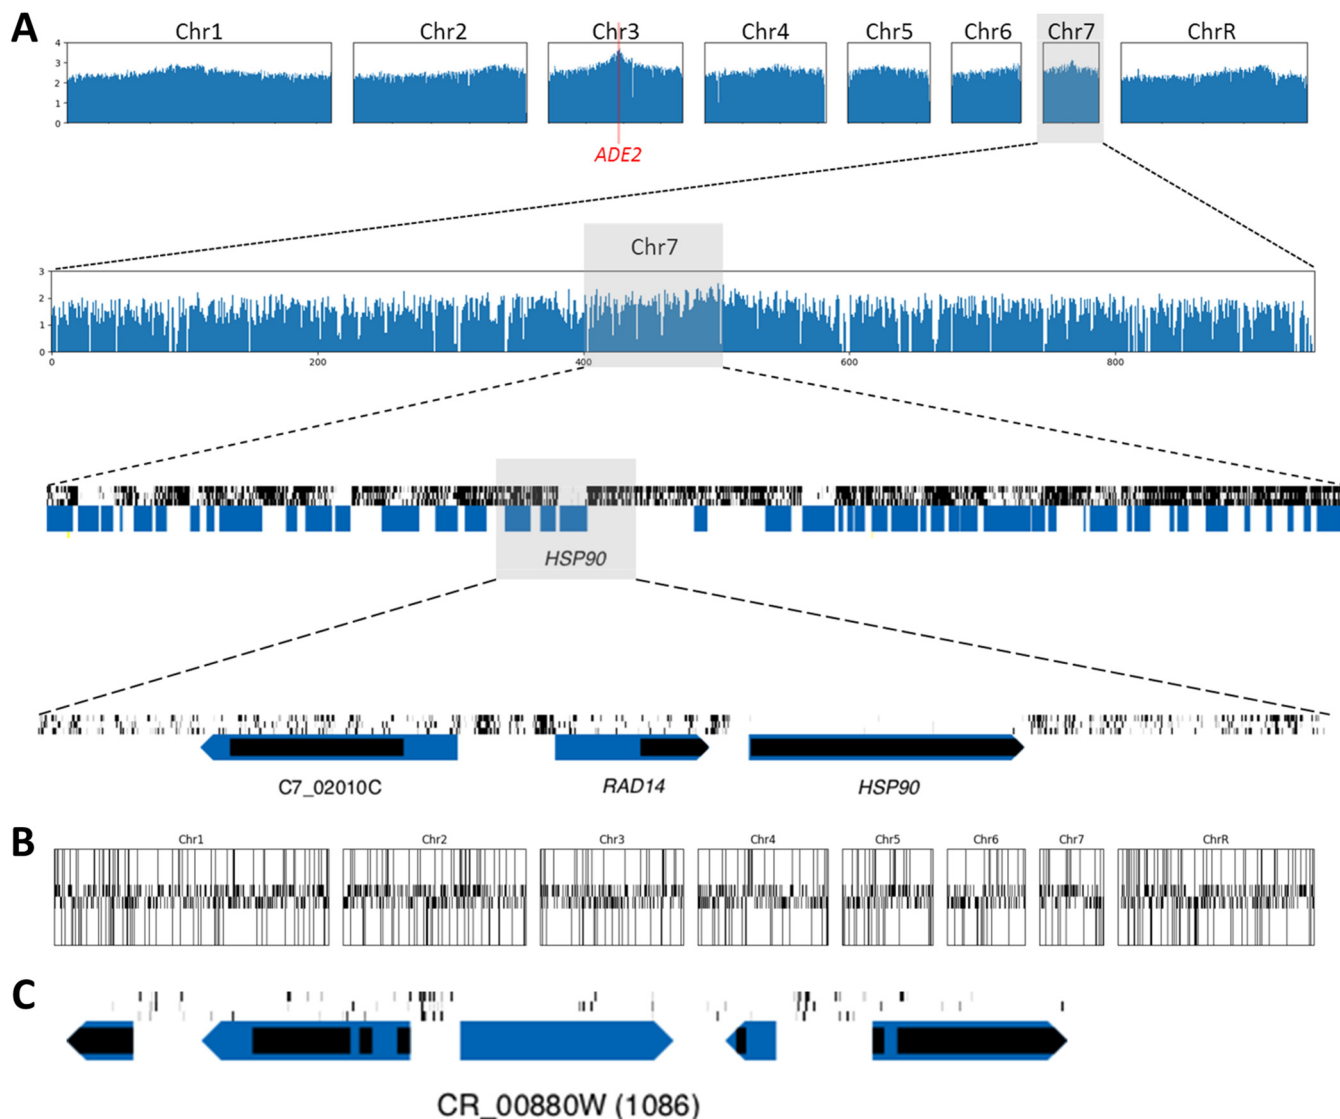 A
Chr1 Chr2 Chr3 Chr4 Chr5 Chr6 Chr7 ChrR
4
3
2
1
0
ADE2
Chr7
3
2
1
0
0 200 400 600 800
HSP90
C7_02010C RAD14 HSP90
B
Chr1 Chr2 Chr3 Chr4 Chr5 Chr6 Chr7 ChrR
C
CR_00880W (1086)